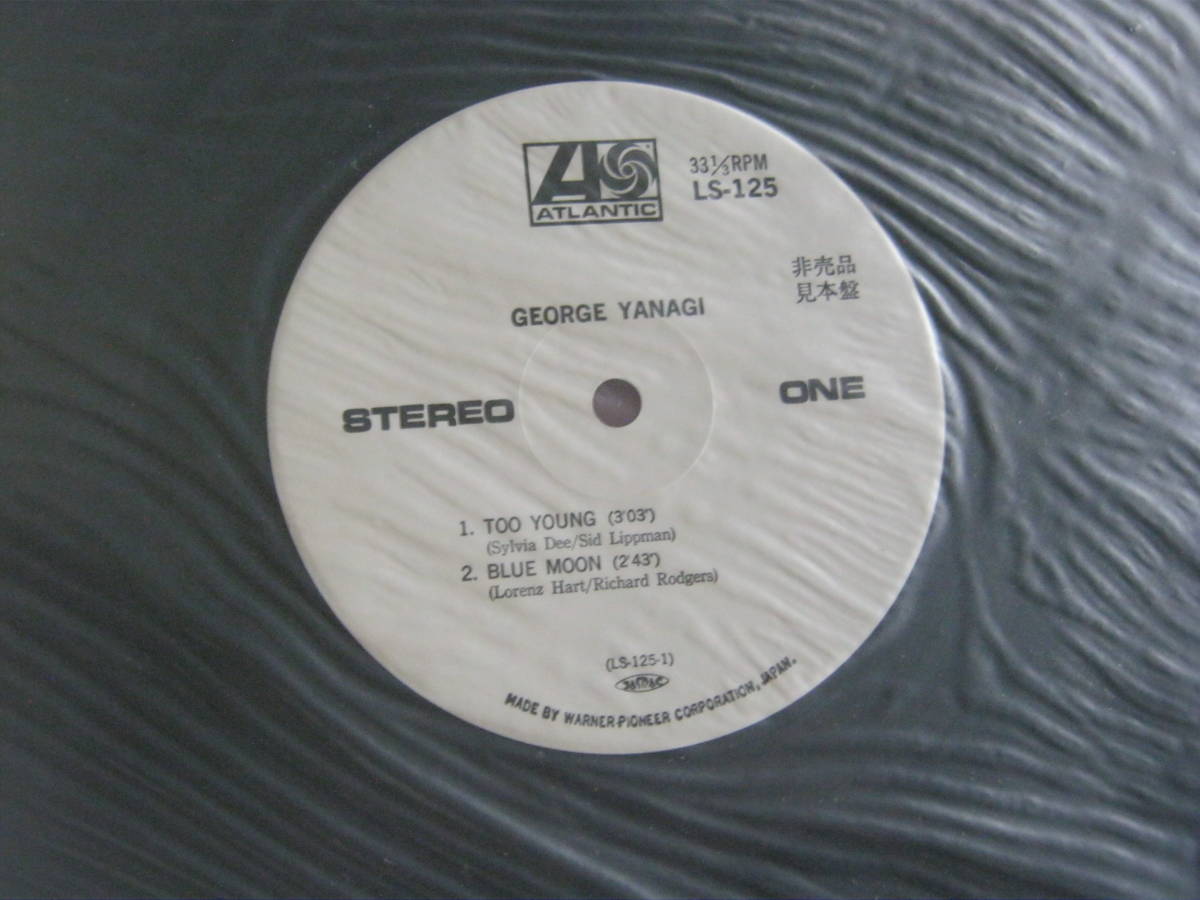 ATLANTIC
33⅓RPM
LS-125
非売品
見本盤
GEORGE YANAGI
STEREO
ONE
1. TOO YOUNG (3'03")
(Sylvia Dee/Sid Lippman)
2. BLUE MOON (2'43")
(Lorenz Hart/Richard Rodgers)
(LS-125-1)
MADE BY WARNER-PIONEER CORPORATION, JAPAN.